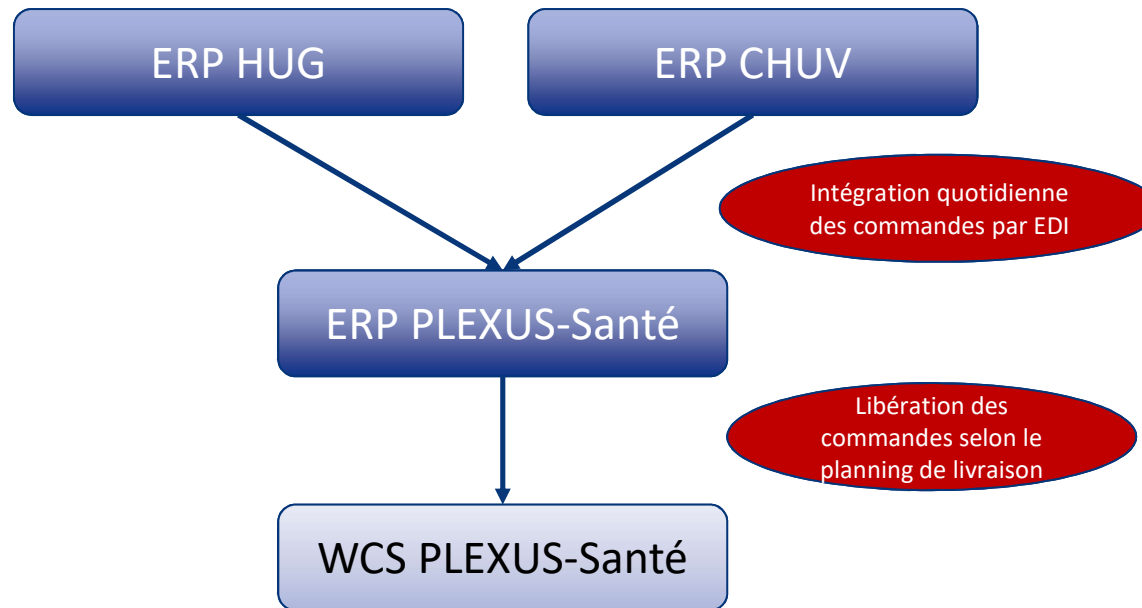 ERP HUG
ERP CHUV
Intégration quotidienne
des commandes par EDI
ERP PLEXUS-Santé
Libération des
commandes selon le
planning de livraison
WCS PLEXUS-Santé